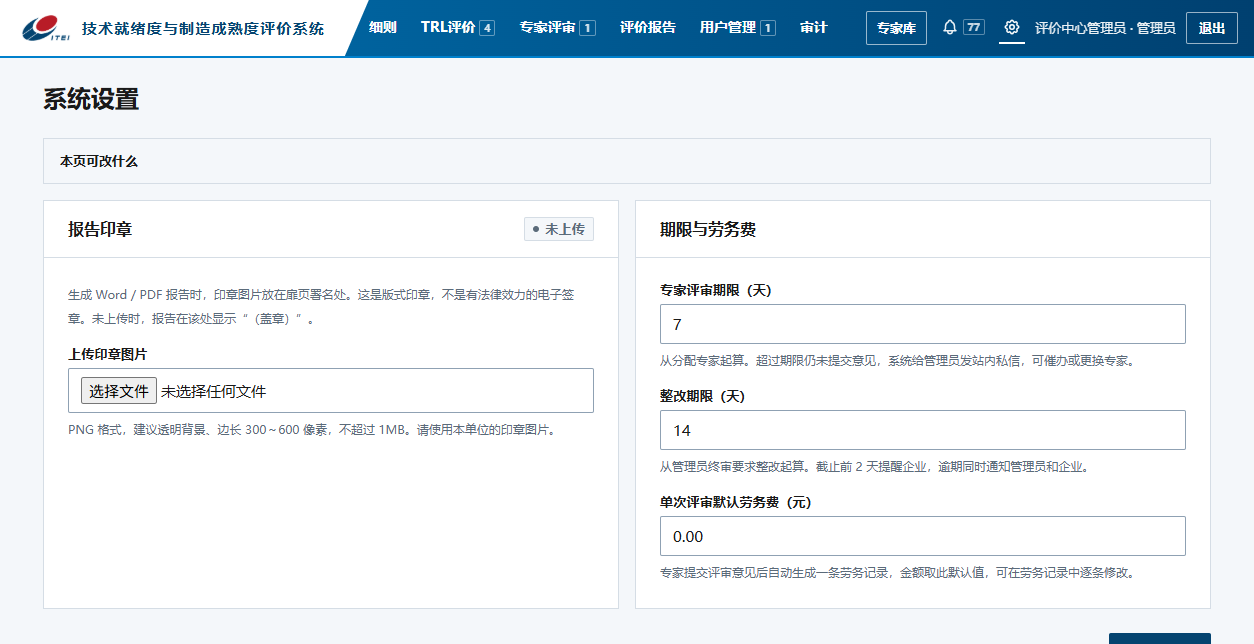 ITEI 技术就绪度与制造成熟度评价系统 细则 TRL评价 4 专家评审 1 评价报告 用户管理 1 审计 专家库 77 评价中心管理员 · 管理员 退出
系统设置
本页可改什么
报告印章 未上传
生成 Word / PDF 报告时，印章图片放在扉页署名处。这是版式印章，不是有法律效力的电子签
章。未上传时，报告在该处显示“（盖章）”。
上传印章图片
选择文件 未选择任何文件
PNG 格式，建议透明背景、边长 300～600 像素，不超过 1MB。请使用本单位的印章图片。
期限与劳务费
专家评审期限（天）
7
从分配专家起算。超过期限仍未提交意见，系统给管理员发站内私信，可催办或更换专家。
整改期限（天）
14
从管理员终审要求整改起算。截止前 2 天提醒企业，逾期同时通知管理员和企业。
单次评审默认劳务费（元）
0.00
专家提交评审意见后自动生成一条劳务记录，金额取此默认值，可在劳务记录中逐条修改。